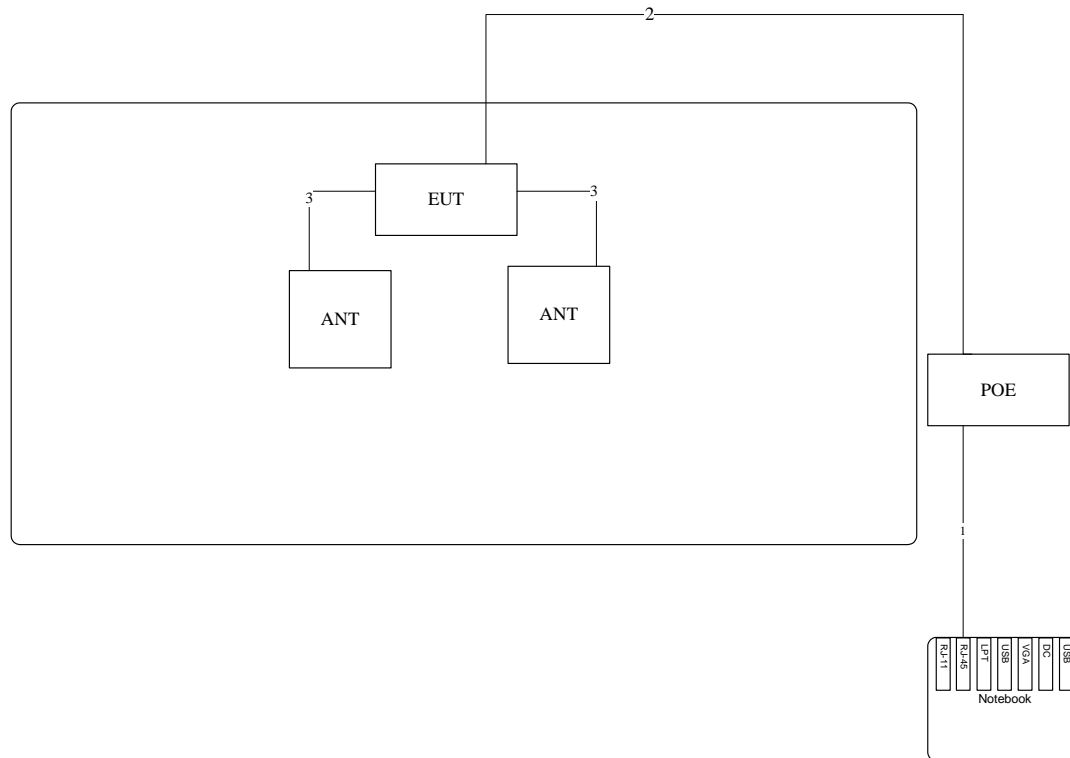 2
EUT
3
3
ANT
ANT
POE
1
RJ-11
RJ-45
LPT
USB
VGA
DC
USB
Notebook